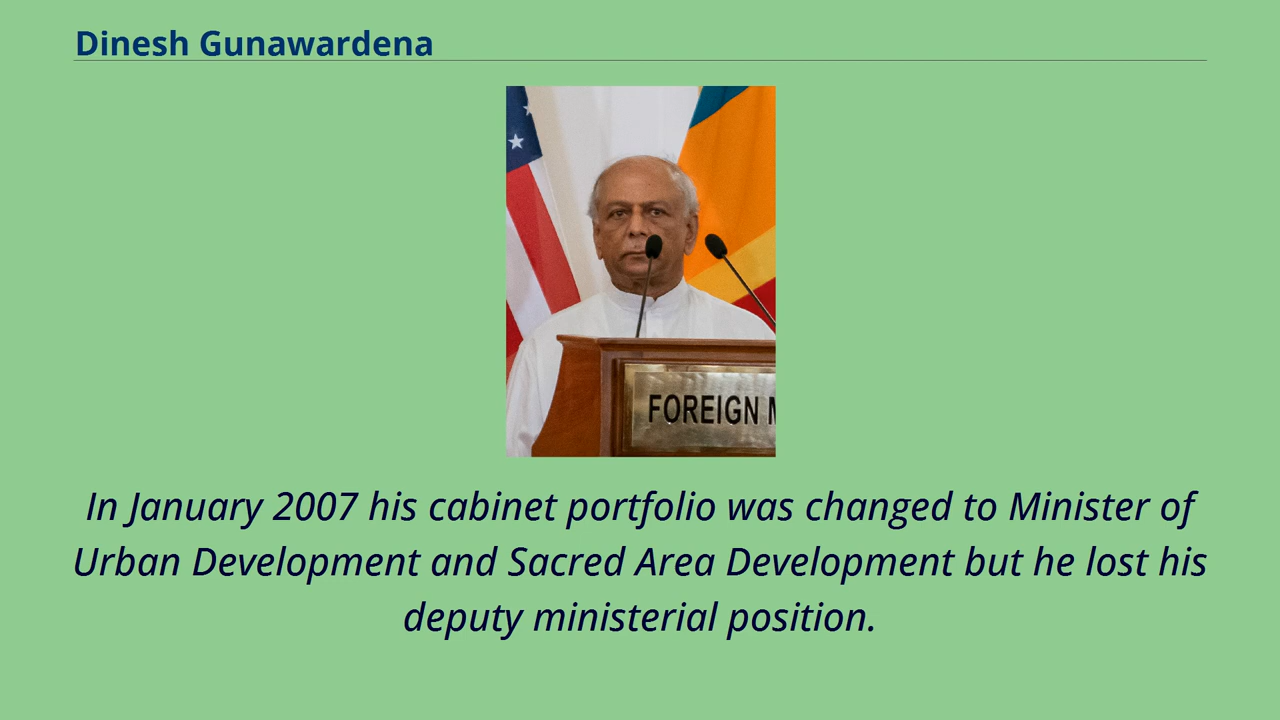 Dinesh Gunawardena
FOREIGN
In January 2007 his cabinet portfolio was changed to Minister of
Urban Development and Sacred Area Development but he lost his
deputy ministerial position.